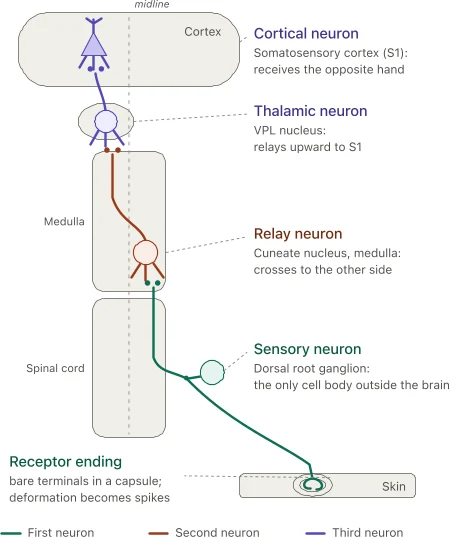 midline
Cortex
Cortical neuron
Somatosensory cortex (S1):
receives the opposite hand
Thalamic neuron
VPL nucleus:
relays upward to S1
Medulla
Relay neuron
Cuneate nucleus, medulla:
crosses to the other side
Spinal cord
Sensory neuron
Dorsal root ganglion:
the only cell body outside the brain
Receptor ending
bare terminals in a capsule;
deformation becomes spikes
Skin
First neuron
Second neuron
Third neuron